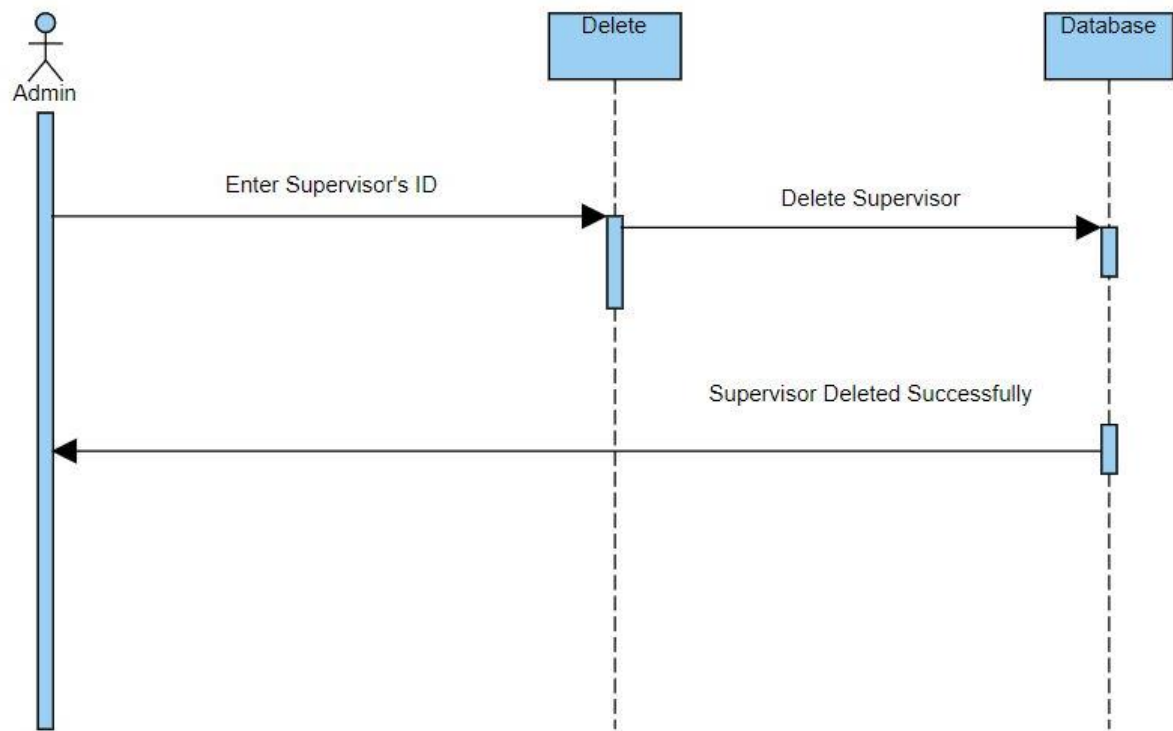 Delete
Database
Admin
Enter Supervisor's ID
Delete Supervisor
Supervisor Deleted Successfully